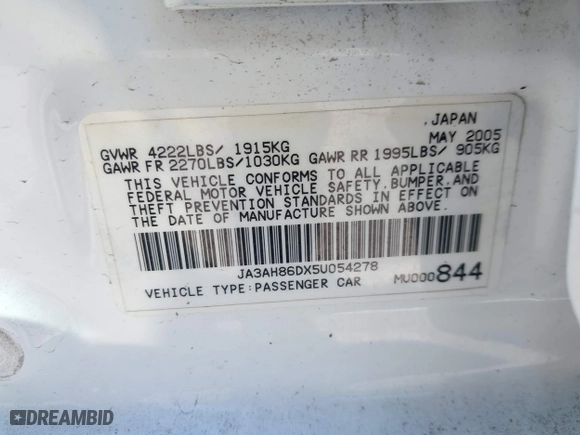 . JAPAN
MAY 2005
GVWR 4222LBS/ 1915KG
GAWR FR 2270LBS/1030KG GAWR RR 1995LBS/ 905KG
THIS VEHICLE CONFORMS TO ALL APPLICABLE
FEDERAL MOTOR VEHICLE SAFETY,BUMPER,AND
THEFT PREVENTION STANDARDS IN EFFECT ON
THE DATE OF MANUFACTURE SHOWN ABOVE.
JA3AH86DX5U054278
VEHICLE TYPE:PASSENGER CAR MU000844
DREAMBID